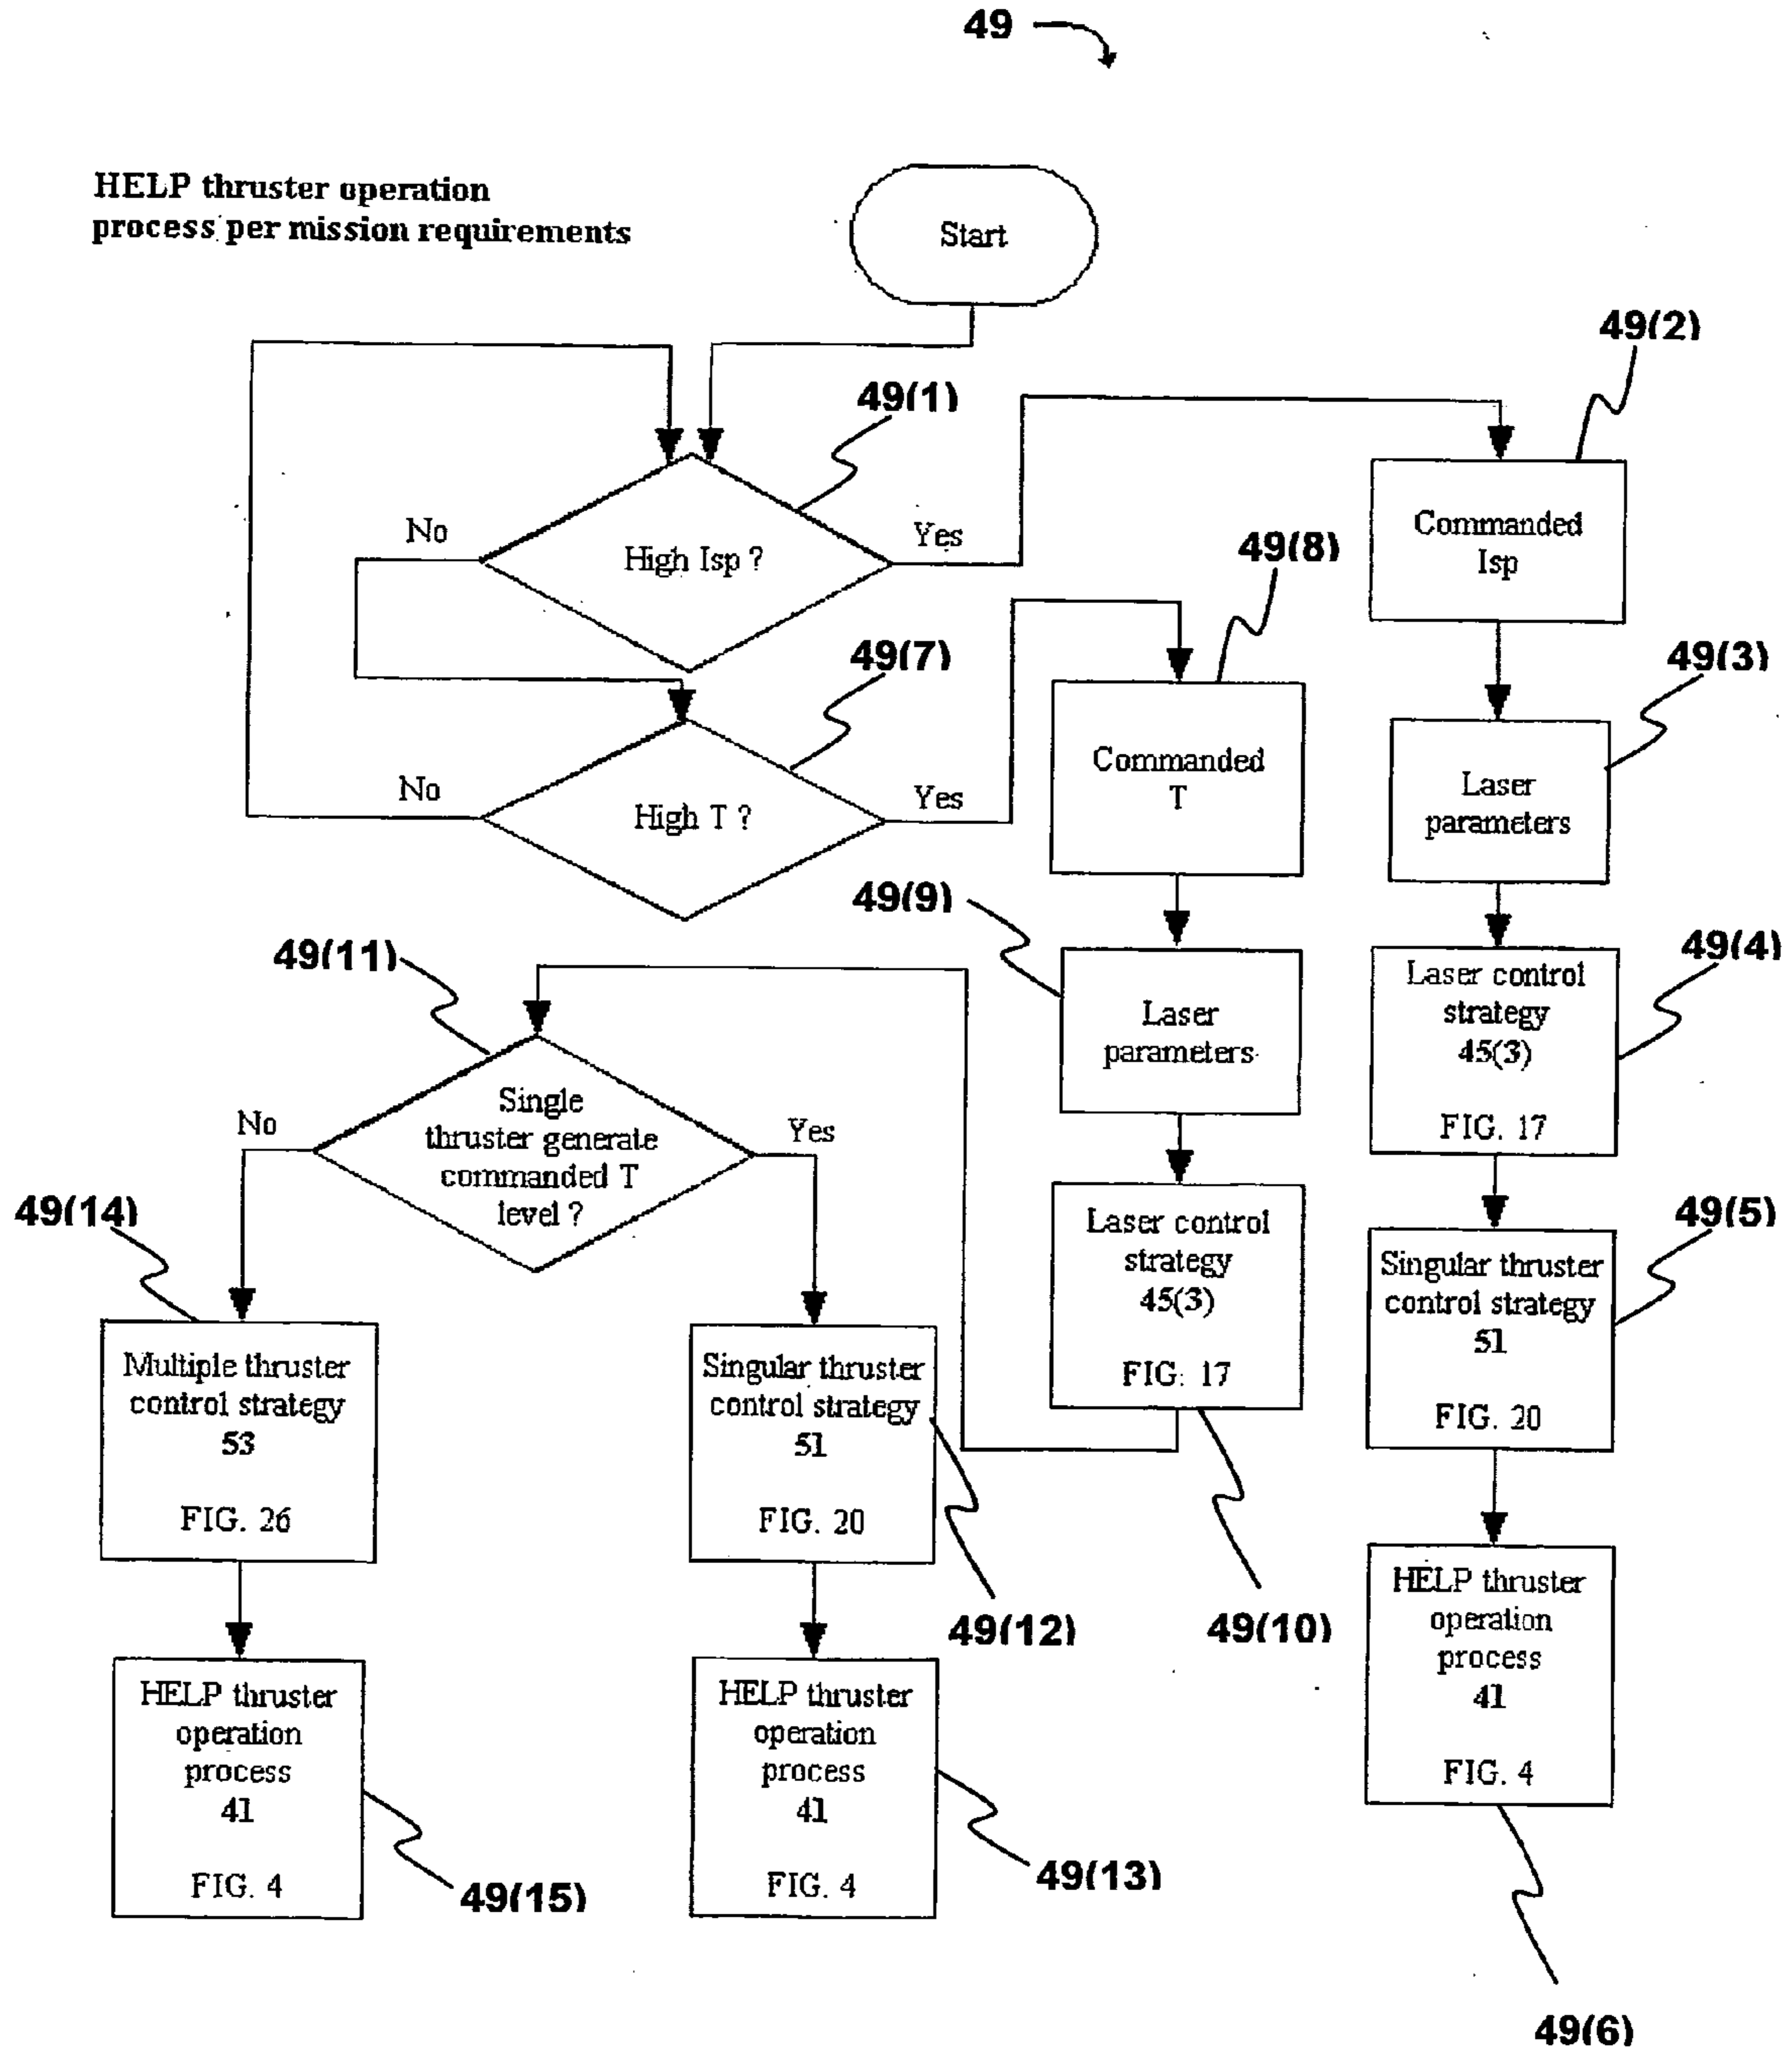 49
HELP thruster operation
process per mission requirements
Start
49(1)
49(2)
High Isp ?
No
Yes
Commanded
Isp
49(7)
49(8)
High T ?
No
Yes
Commanded
T
49(3)
Laser
parameters
49(9)
Laser
parameters
49(4)
Laser control
strategy
45(3)
FIG. 17
49(11)
Single
thruster generate
commanded T
level ?
No
Yes
Laser control
strategy
45(3)
FIG. 17
49(10)
49(5)
Singular thruster
control strategy
51
FIG. 20
49(14)
Multiple thruster
control strategy
53
FIG. 26
Singular thruster
control strategy
51
FIG. 20
49(12)
HELP thruster
operation
process
41
FIG. 4
49(6)
HELP thruster
operation
process
41
FIG. 4
49(15)
HELP thruster
operation
process
41
FIG. 4
49(13)